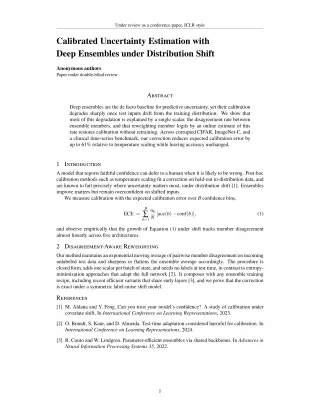 Under review as a conference paper, ICLR style
Calibrated Uncertainty Estimation with
Deep Ensembles under Distribution Shift
Anonymous authors
Paper under double-blind review
ABSTRACT
Deep ensembles are the de facto baseline for predictive uncertainty, yet their calibration
degrades sharply once test inputs drift from the training distribution. We show that
most of this degradation is explained by a single scalar, the disagreement rate between
ensemble members, and that reweighting member logits by an online estimate of this
rate restores calibration without retraining. Across corrupted CIFAR, ImageNet-C, and
a clinical time-series benchmark, our correction reduces expected calibration error by
up to 61% relative to temperature scaling while leaving accuracy unchanged.
1 INTRODUCTION
A model that reports faithful confidence can defer to a human when it is likely to be wrong. Post-hoc
calibration methods such as temperature scaling fit a correction on held-out in-distribution data, and
are known to fail precisely where uncertainty matters most, under distribution shift [1]. Ensembles
improve matters but remain overconfident on shifted inputs.
We measure calibration with the expected calibration error over B confidence bins,
ECE = ∑ᴮ_{b=1} n_b/N |acc(b) − conf(b)|, (1)
and observe empirically that the growth of Equation (1) under shift tracks member disagreement
almost linearly across five architectures.
2 DISAGREEMENT-AWARE REWEIGHTING
Our method maintains an exponential moving average of pairwise member disagreement on incoming
unlabelled test data and sharpens or flattens the ensemble average accordingly. The procedure is
closed form, adds one scalar per batch of state, and needs no labels at test time, in contrast to entropy-
minimization approaches that adapt the full network [2]. It composes with any ensemble training
recipe, including recent efficient variants that share early layers [3], and we prove that the correction
is exact under a symmetric label-noise shift model.
REFERENCES
[1] M. Aldana and Y. Feng. Can you trust your model's confidence? A study of calibration under
covariate shift. In International Conference on Learning Representations, 2023.
[2] O. Brandt, S. Kaur, and D. Almeida. Test-time adaptation considered harmful for calibration. In
International Conference on Learning Representations, 2024.
[3] R. Castro and W. Lindgren. Parameter-efficient ensembles via shared backbones. In Advances in
Neural Information Processing Systems 35, 2022.
1